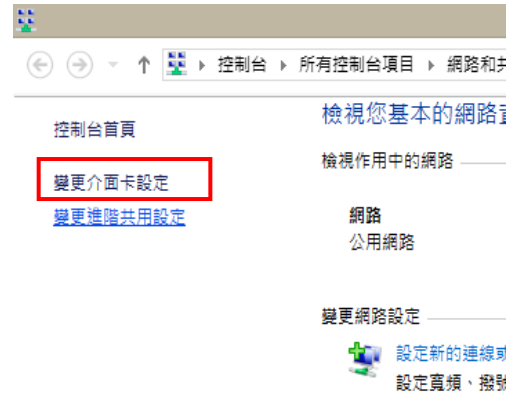 控制台 ▸ 所有控制台項目 ▸ 網路和
控制台首頁
變更介面卡設定
變更進階共用設定
檢視您基本的網路
檢視作用中的網路
網路
公用網路
變更網路設定
設定新的連線
設定寬頻、撥